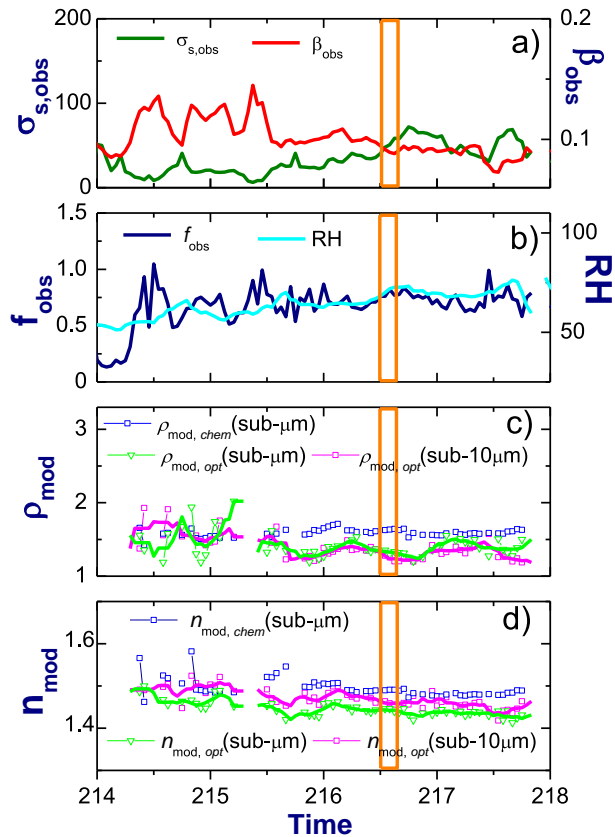 200
0.2
σs,obs
βobs
a)
σs,obs
100
0.1
βobs
0
1.5
fobs
RH
b)
100
fobs
1.0
0.5
50
RH
0
3
ρmod, chem(sub-μm)
c)
ρmod, opt(sub-μm)
ρmod, opt(sub-10μm)
ρmod
2
1
nmod, chem(sub-μm)
d)
1.6
nmod
1.4
nmod, opt(sub-μm)
nmod, opt(sub-10μm)
214
215
216
217
218
Time